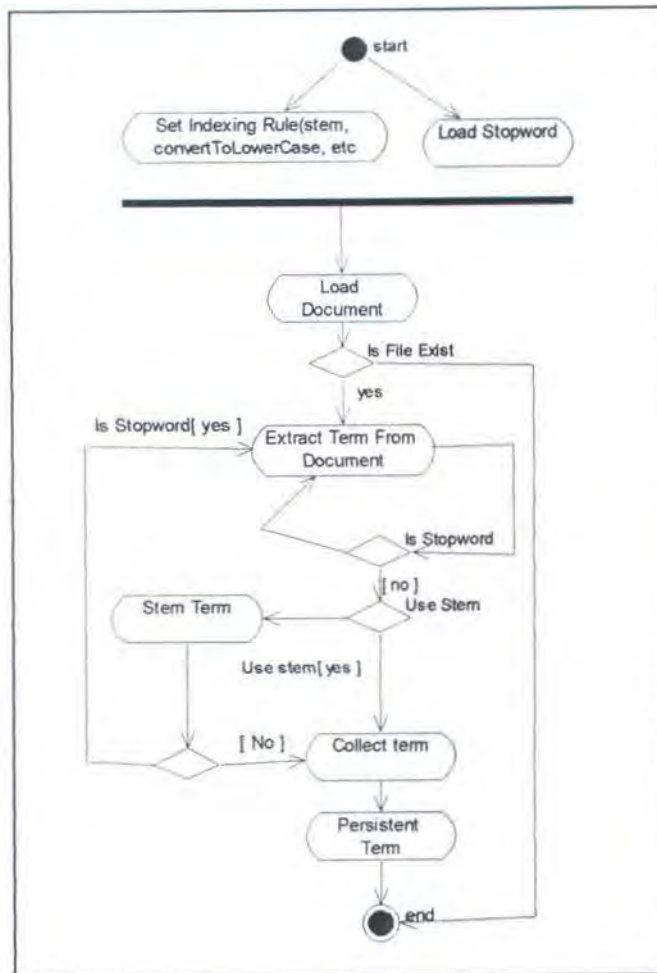 start
Set Indexing Rule(stem,
convertToLowerCase, etc
Load Stopword
Load
Document
Is File Exist
yes
Is Stopword[ yes ]
Extract Term From
Document
Is Stopword
[ no ]
Use Stem
Stem Term
Use stem[ yes ]
[ No ]
Collect term
Persistent
Term
end